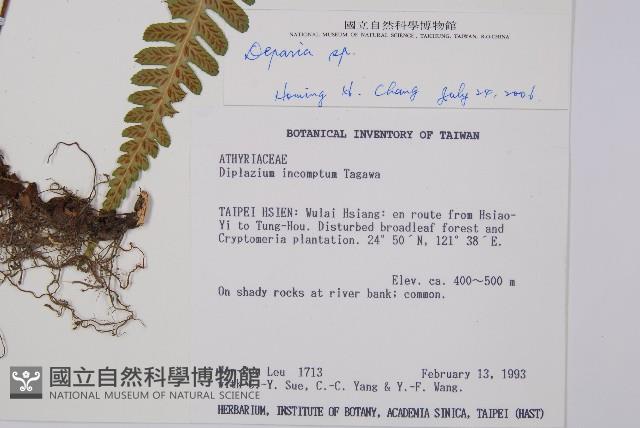 國立自然科學博物館
NATIONAL MUSEUM OF NATURAL SCIENCE, TAICHUNG, TAIWAN, R.O.CHINA
Deparia sp.
Homing H. Chang July 24, 2006
BOTANICAL INVENTORY OF TAIWAN
ATHYRIACEAE
Diplazium incomptum Tagawa
TAIPEI HSIEN: Wulai Hsiang: en route from Hsiao-
Yi to Tung-Hou. Disturbed broadleaf forest and
Cryptomeria plantation. 24° 50´N, 121° 38´E.
Elev. ca. 400～500 m
On shady rocks at river bank; common.
Leu 1713 February 13, 1993
Sue, C.-C. Yang & Y.-F. Wang.
HERBARIUM, INSTITUTE OF BOTANY, ACADEMIA SINICA, TAIPEI (HAST)
國立自然科學博物館
NATIONAL MUSEUM OF NATURAL SCIENCE